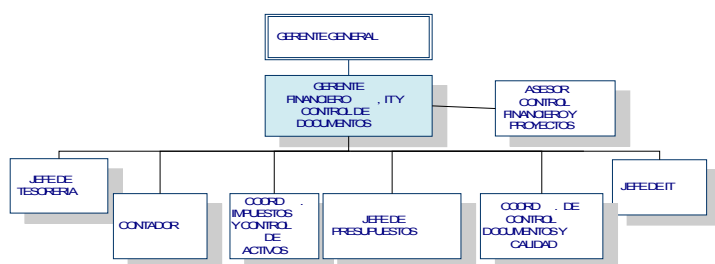 GERENTE GENERAL
GERENTE
FINANCIERO , IT Y
CONTROL DE
DOCUMENTOS
ASESOR
CONTROL
FINANCIERO Y
PROYECTOS
JEFE DE
TESORERIA
CONTADOR
COORD .
IMPUESTOS
Y CONTROL
DE
ACTIVOS
JEFE DE
PRESUPUESTOS
COORD . DE
CONTROL
DOCUMENTOS Y
CALIDAD
JEFE DE IT